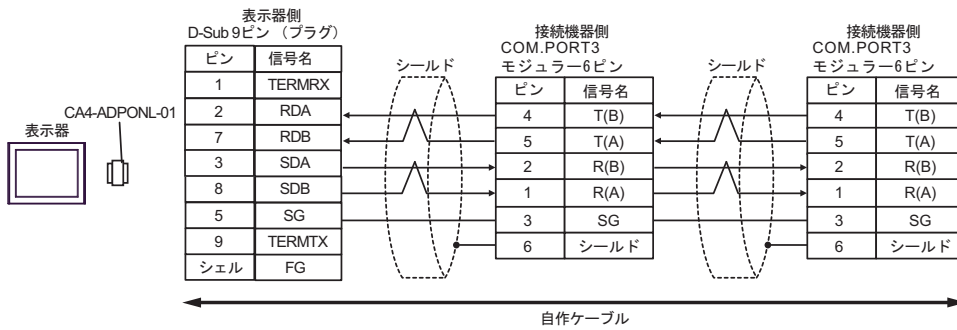 表示器側
D-Sub 9ピン （プラグ）
ピン 信号名
1 TERMRX
2 RDA
7 RDB
3 SDA
8 SDB
5 SG
9 TERMTX
シェル FG
表示器
CA4-ADPONL-01
シールド
接続機器側
COM.PORT3
モジュラー6ピン
ピン 信号名
4 T(B)
5 T(A)
2 R(B)
1 R(A)
3 SG
6 シールド
シールド
接続機器側
COM.PORT3
モジュラー6ピン
ピン 信号名
4 T(B)
5 T(A)
2 R(B)
1 R(A)
3 SG
6 シールド
自作ケーブル